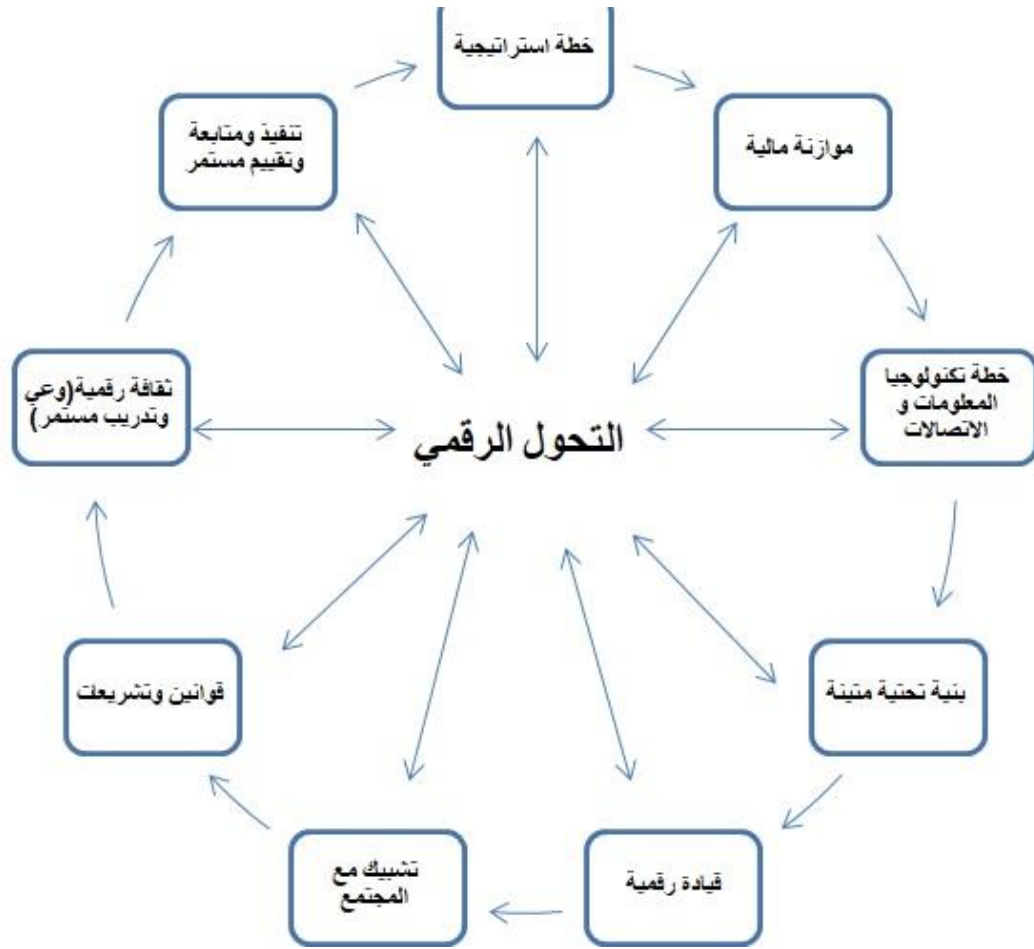 خطة استراتيجية
موازنة مالية
خطة تكنولوجيا
المعلومات و
الاتصالات
بنية تحتية متينة
قيادة رقمية
تشبيك مع
المجتمع
قوانين وتشريعات
ثقافة رقمية(وعي
وتدريب مستمر)
تنفيذ ومتابعة
وتقييم مستمر
التحول الرقمي